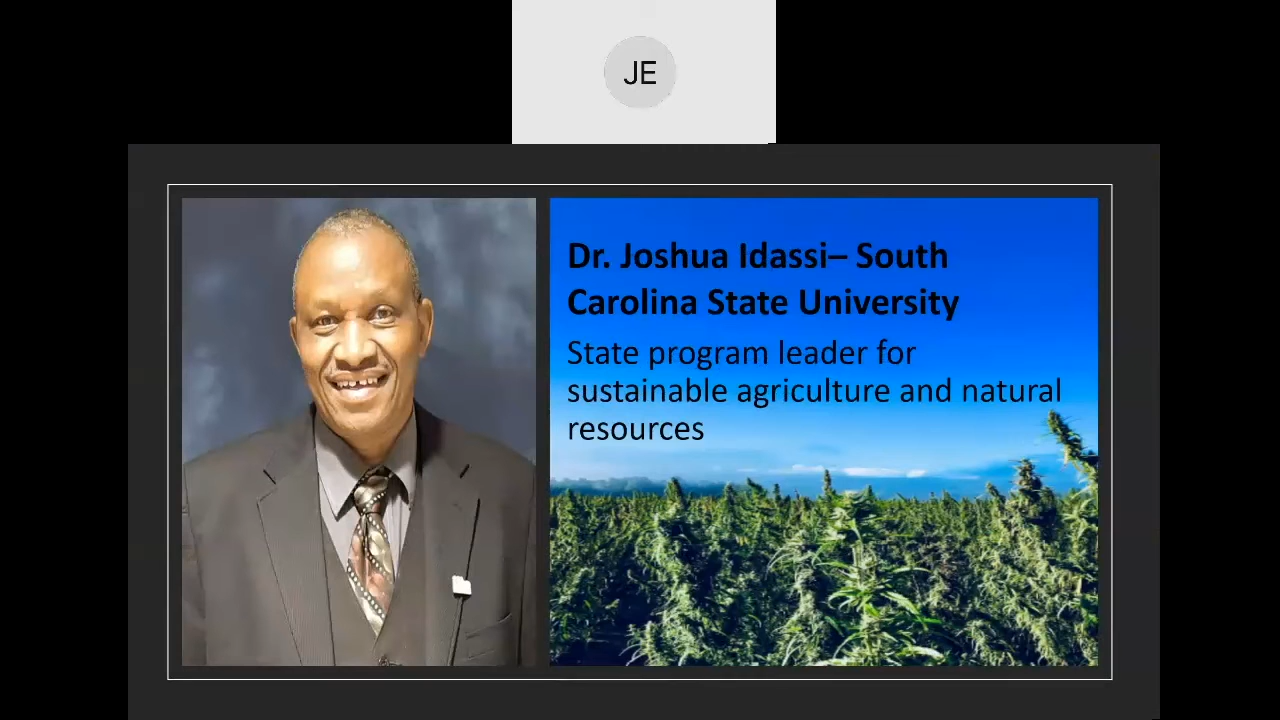 JE
Dr. Joshua Idassi– South
Carolina State University
State program leader for
sustainable agriculture and natural
resources